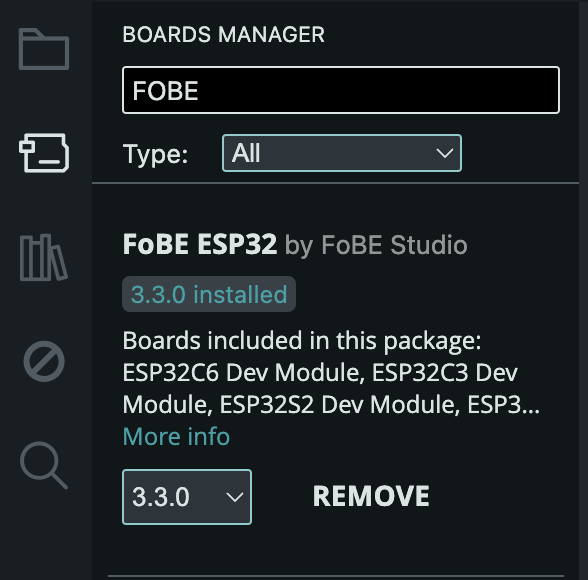 BOARDS MANAGER
FOBE
Type: All
FoBE ESP32 by FoBE Studio
3.3.0 installed
Boards included in this package:
ESP32C6 Dev Module, ESP32C3 Dev
Module, ESP32S2 Dev Module, ESP3...
More info
3.3.0 REMOVE